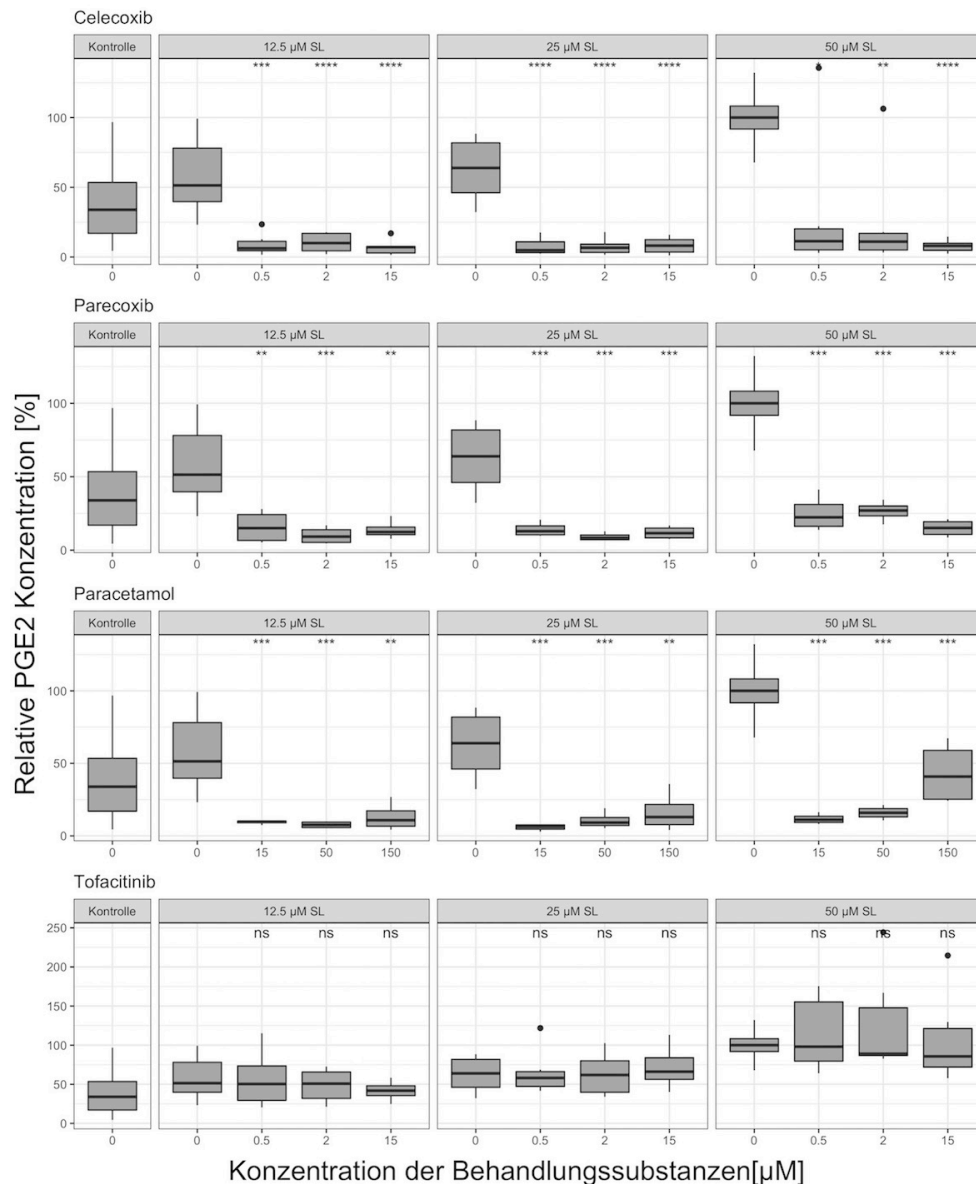 Celecoxib
Kontrolle 12.5 µM SL 25 µM SL 50 µM SL
*** **** **** **** **** **** * ** ****
100
50
0
0 0 0.5 2 15 0 0.5 2 15 0 0.5 2 15
Parecoxib
Kontrolle 12.5 µM SL 25 µM SL 50 µM SL
** *** ** *** *** *** *** *** ***
100
50
0
0 0 0.5 2 15 0 0.5 2 15 0 0.5 2 15
Relative PGE2 Konzentration [%]
Paracetamol
Kontrolle 12.5 µM SL 25 µM SL 50 µM SL
*** *** ** *** *** ** *** *** ***
100
50
0
0 0 15 50 150 0 15 50 150 0 15 50 150
Tofacitinib
Kontrolle 12.5 µM SL 25 µM SL 50 µM SL
ns ns ns ns ns ns ns ns ns
250
200
150
100
50
0
0 0 0.5 2 15 0 0.5 2 15 0 0.5 2 15
Konzentration der Behandlungssubstanzen[µM]